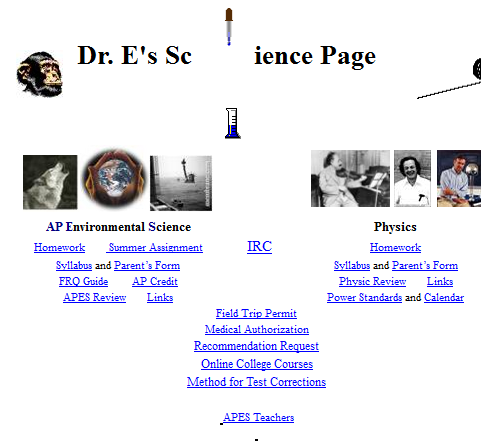 Dr. E's Sc ience Page
AP Environmental Science
Homework Summer Assignment
Syllabus and Parent's Form
FRQ Guide AP Credit
APES Review Links
IRC
Physics
Homework
Syllabus and Parent's Form
Physic Review Links
Power Standards and Calendar
Field Trip Permit
Medical Authorization
Recommendation Request
Online College Courses
Method for Test Corrections
APES Teachers